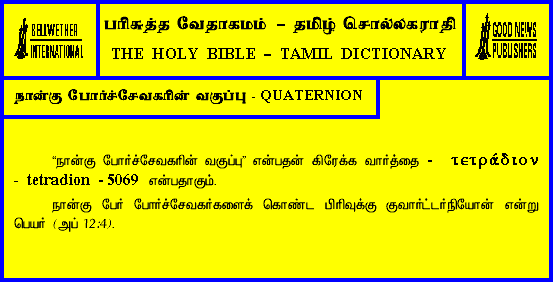 BELLWETHER
INTERNATIONAL
பரிசுத்த வேதாகமம் – தமிழ் சொல்லகராதி
THE HOLY BIBLE – TAMIL DICTIONARY
GOOD NEWS
PUBLISHERS
நான்கு போர்ச்சேவகரின் வகுப்பு - QUATERNION
“நான்கு போர்ச்சேவகரின் வகுப்பு” என்பதன் கிரேக்க வார்த்தை - τετράδιον
- tetradion - 5069 என்பதாகும்.
நான்கு பேர் போர்ச்சேவகர்களைக் கொண்ட பிரிவுக்கு குவார்ட்டர்நியோன் என்று
பெயர் (அப் 12:4).